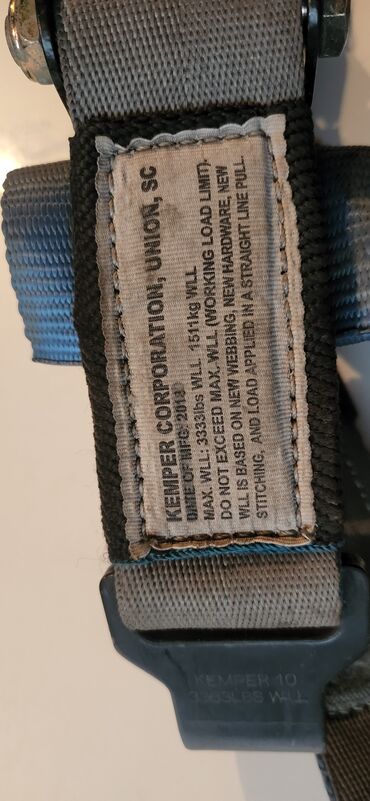 KEMPER CORPORATION, UNION, SC
DATE OF MFG: 2018
MAX. WLL: 3333lbs WLL 1511kg WLL
DO NOT EXCEED MAX. WLL (WORKING LOAD LIMIT).
WLL IS BASED ON NEW WEBBING, NEW HARDWARE, NEW
STITCHING, AND LOAD APPLIED IN A STRAIGHT LINE PULL.
KEMPER 10
3333LBS WLL